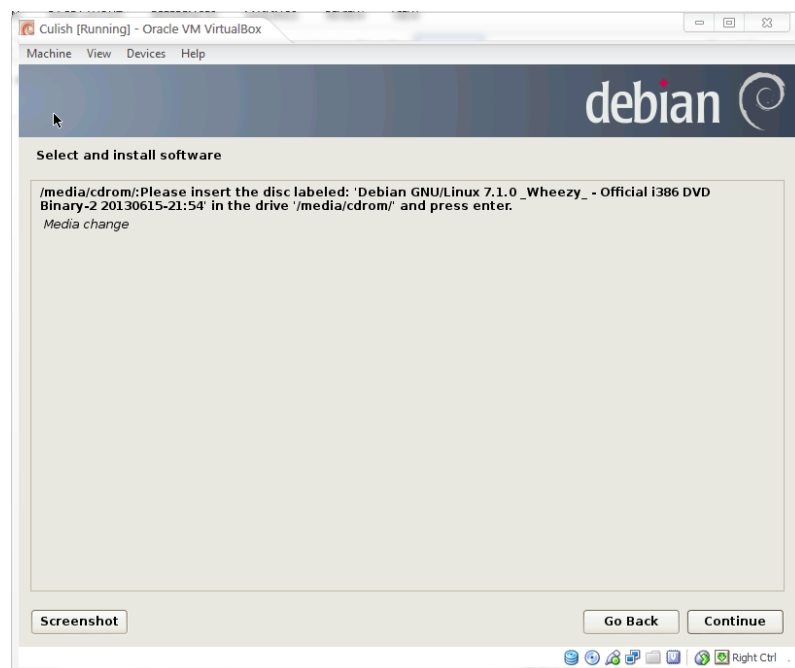 Culish [Running] - Oracle VM VirtualBox
Machine View Devices Help
debian
Select and install software
/media/cdrom/:Please insert the disc labeled: 'Debian GNU/Linux 7.1.0 _Wheezy_ - Official i386 DVD
Binary-2 20130615-21:54' in the drive '/media/cdrom/' and press enter.
Media change
Screenshot Go Back Continue
Right Ctrl